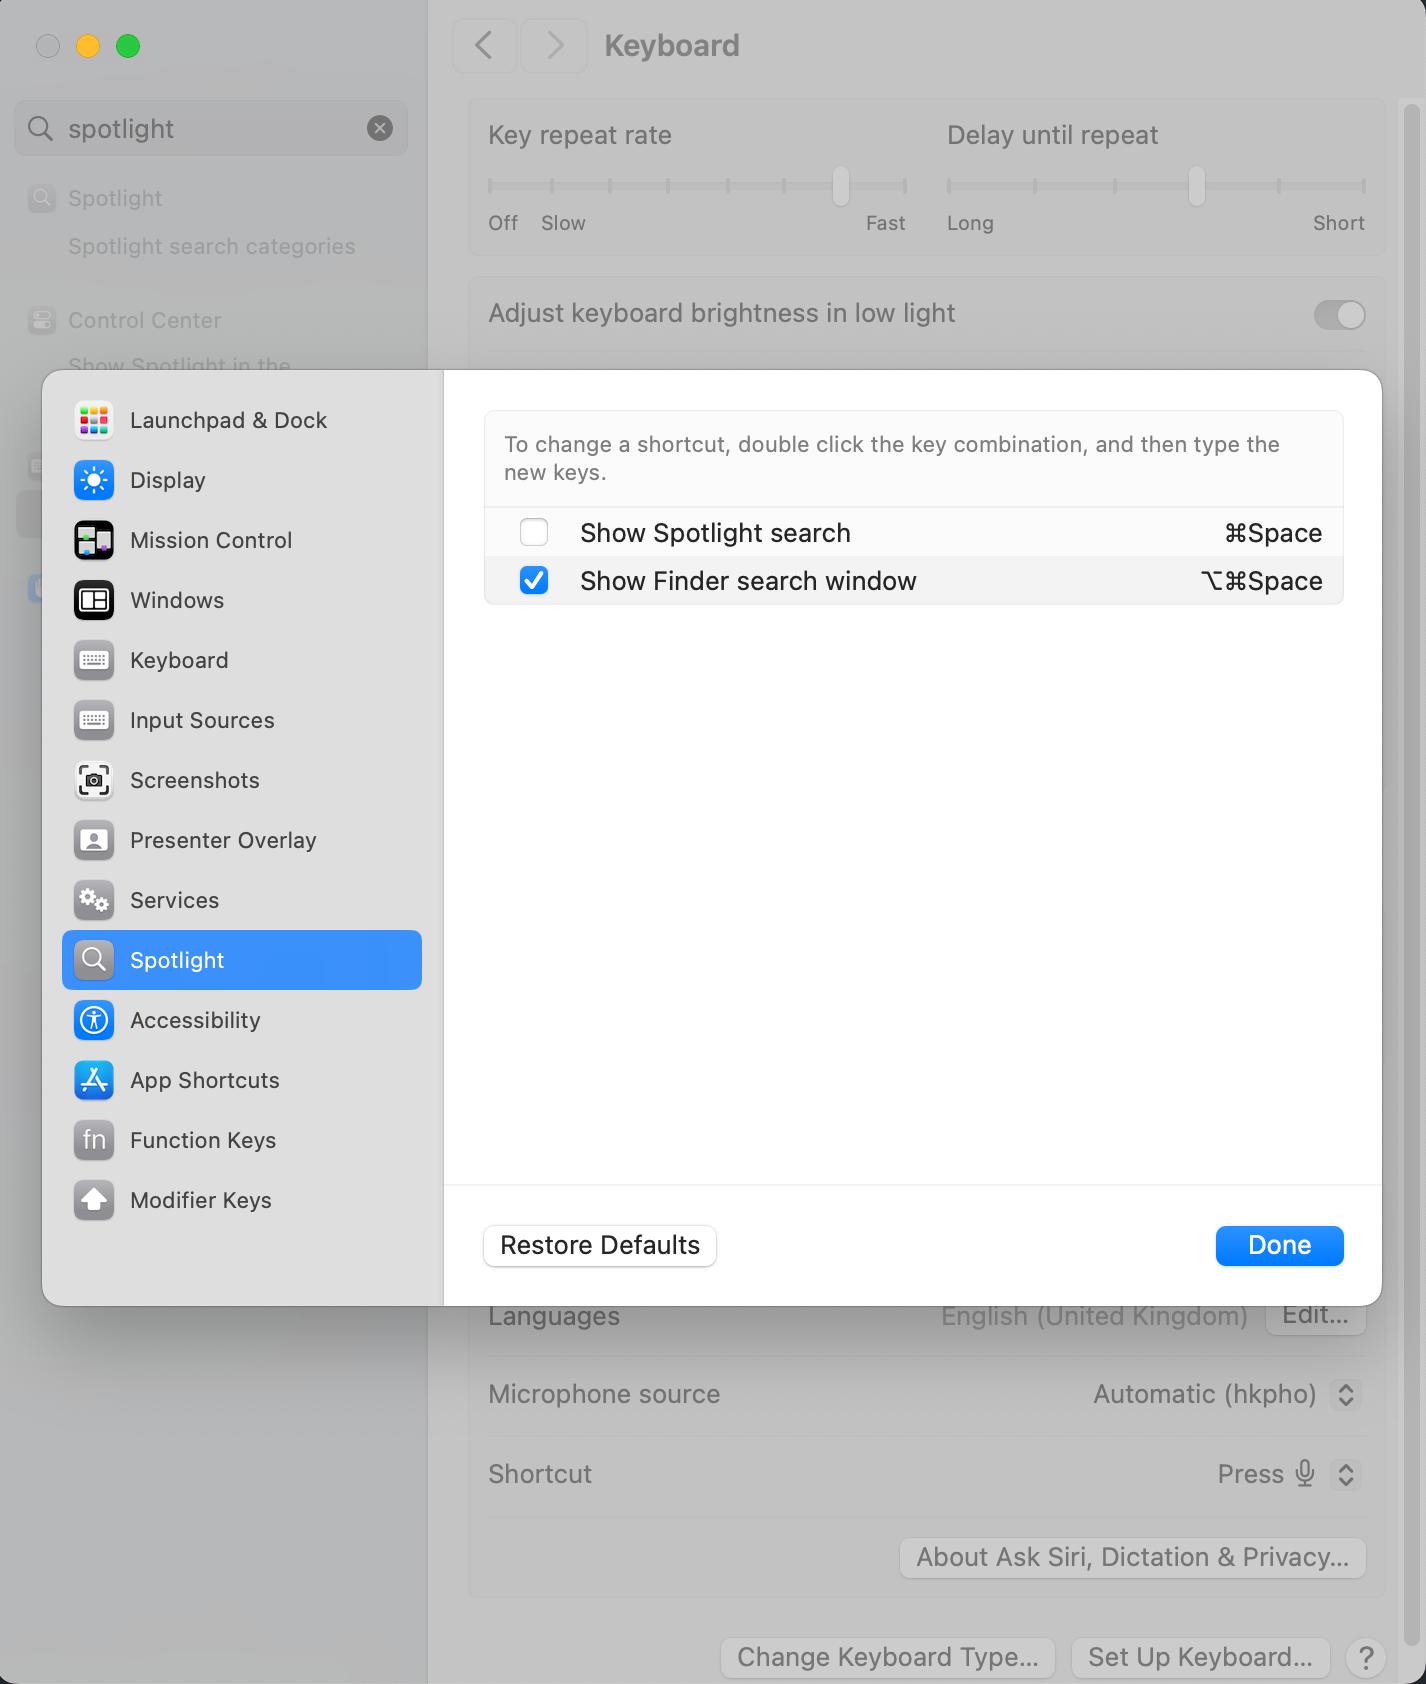 Keyboard
spotlight
Spotlight
Spotlight search categories
Control Center
Show Spotlight in the
Key repeat rate
Delay until repeat
Off Slow Fast
Long Short
Adjust keyboard brightness in low light
Launchpad & Dock
Display
Mission Control
Windows
Keyboard
Input Sources
Screenshots
Presenter Overlay
Services
Spotlight
Accessibility
App Shortcuts
fn Function Keys
Modifier Keys
To change a shortcut, double click the key combination, and then type the
new keys.
Show Spotlight search ⌘Space
Show Finder search window ⌥⌘Space
Restore Defaults
Done
Languages English (United Kingdom) Edit...
Microphone source Automatic (hkpho)
Shortcut Press
About Ask Siri, Dictation & Privacy...
Change Keyboard Type... Set Up Keyboard... ?